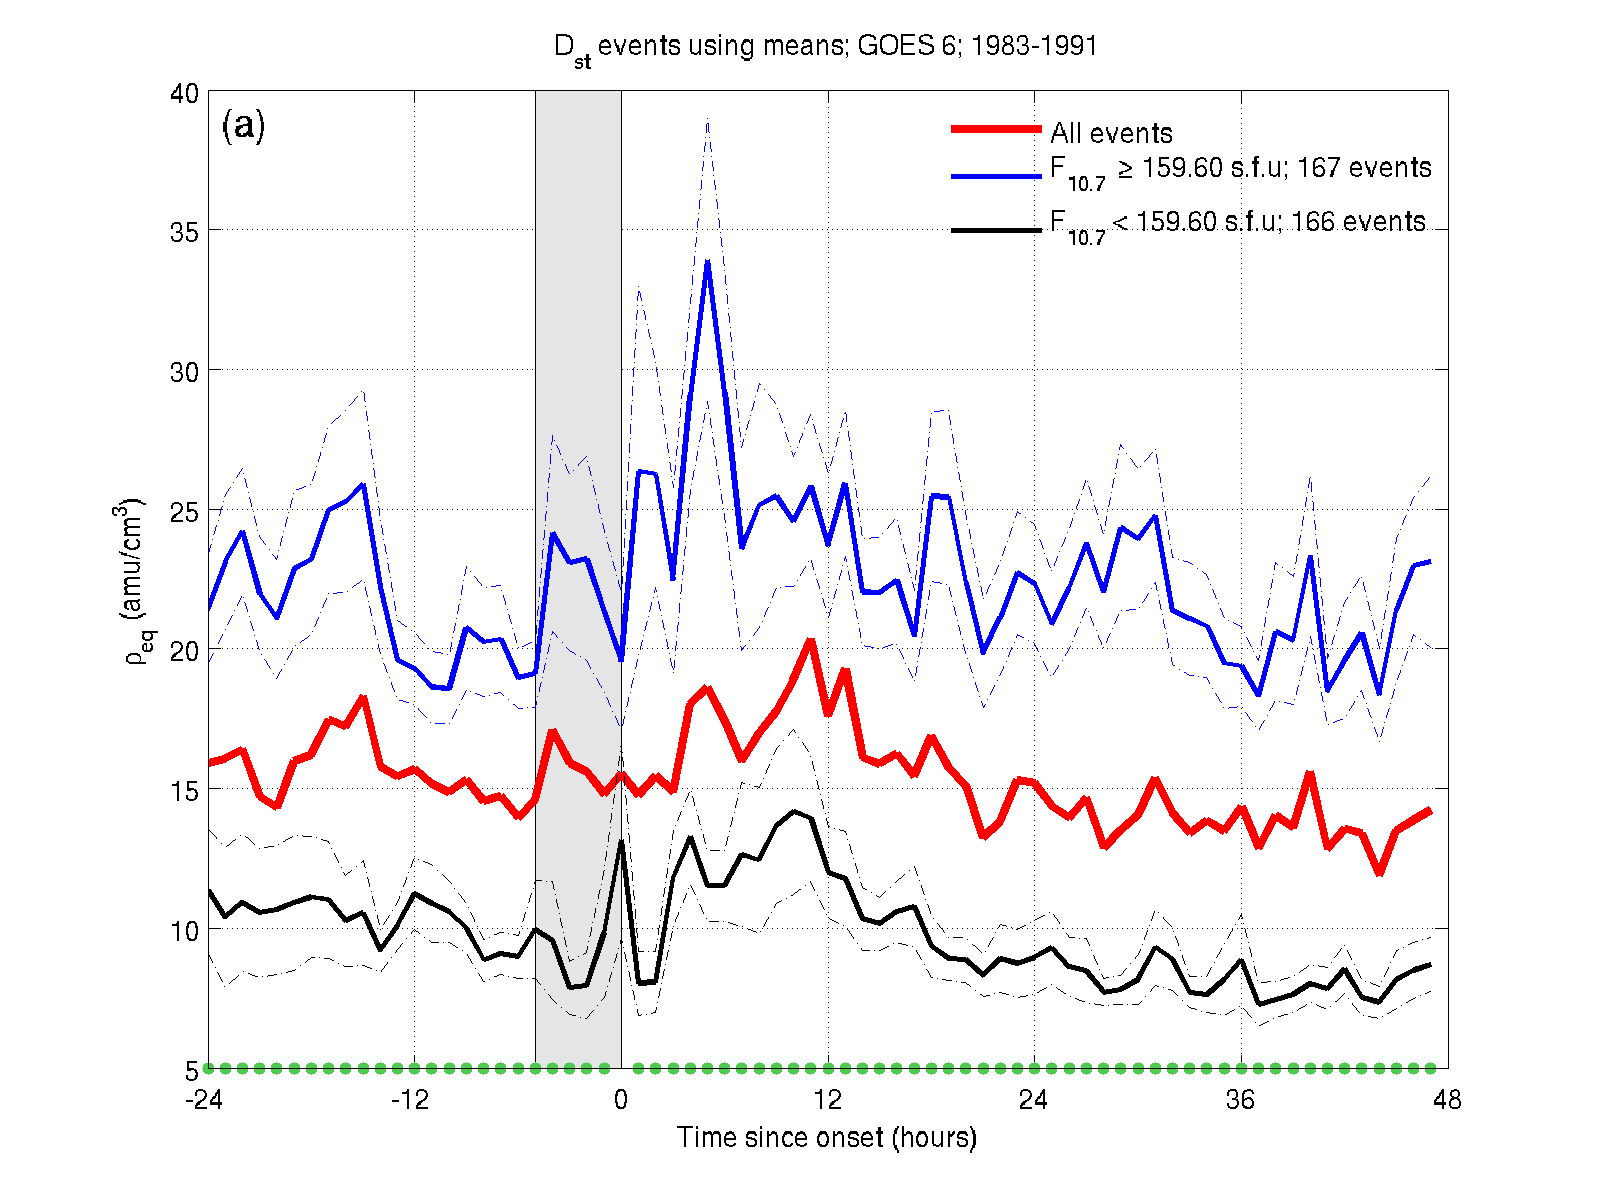 D_st events using means; GOES 6; 1983-1991
(a)
All events
F_10.7 ≥ 159.60 s.f.u; 167 events
F_10.7 < 159.60 s.f.u; 166 events
40
35
30
25
20
15
10
5
ρ_eq (amu/cm^3)
-24 -12 0 12 24 36 48
Time since onset (hours)